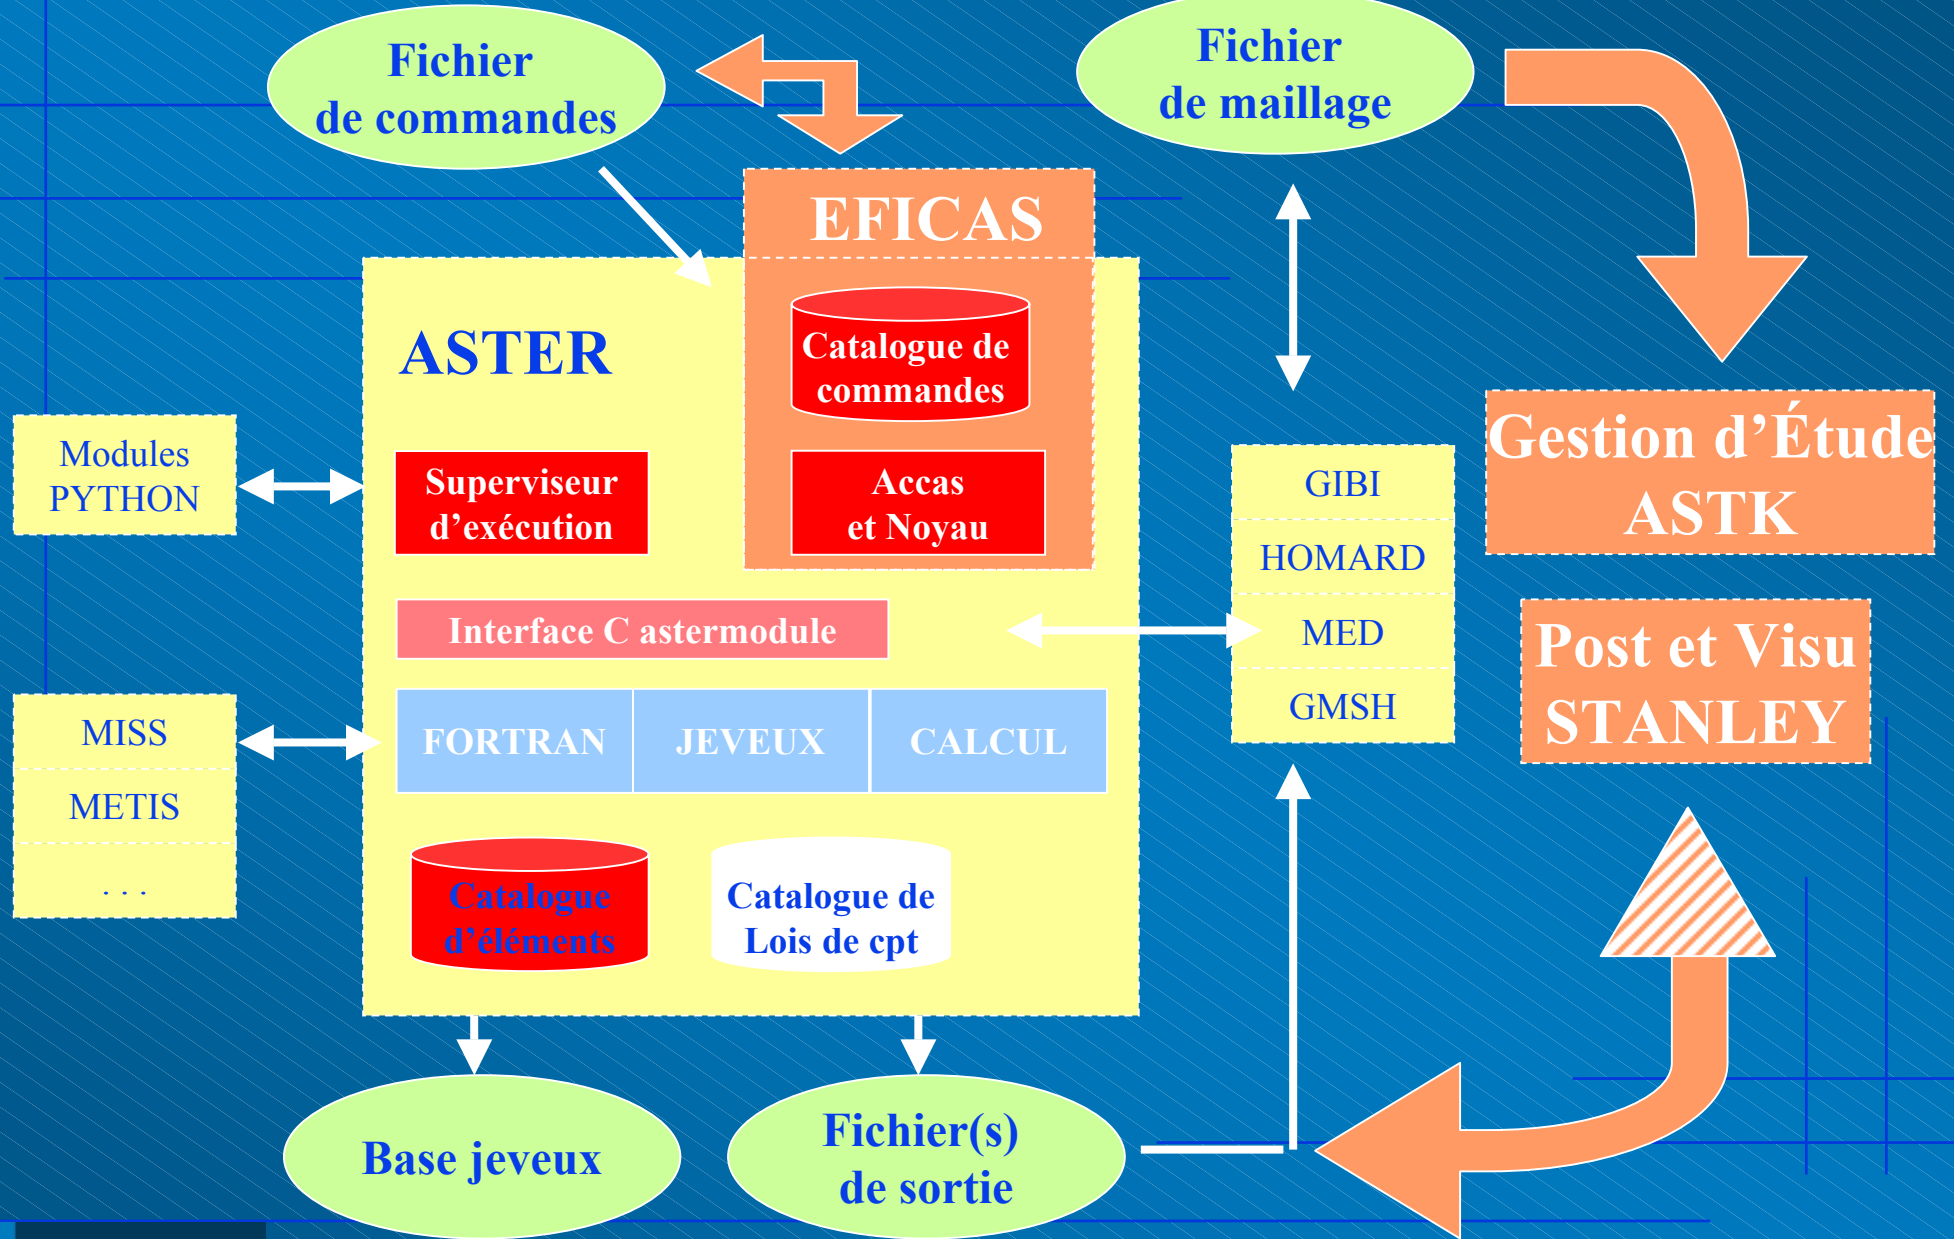 Fichier
de commandes
Fichier
de maillage
EFICAS
ASTER
Catalogue de
commandes
Modules
PYTHON
Superviseur
d’exécution
Accas
et Noyau
GIBI
HOMARD
MED
GMSH
Gestion d’Étude
ASTK
Interface C astermodule
Post et Visu
STANLEY
MISS
METIS
. . .
FORTRAN
JEVEUX
CALCUL
Catalogue
d’éléments
Catalogue de
Lois de cpt
Base jeveux
Fichier(s)
de sortie